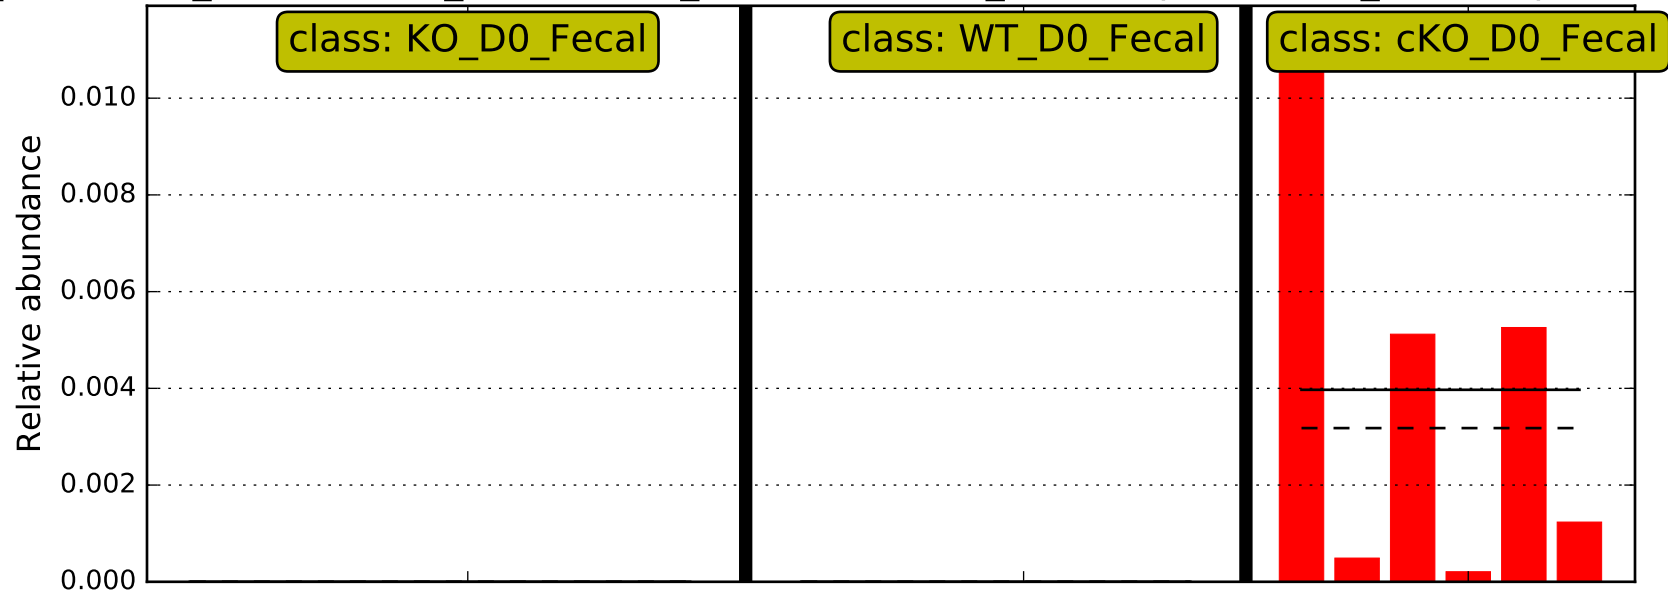 class: KO_D0_Fecal
class: WT_D0_Fecal
class: cKO_D0_Fecal
Relative abundance
0.010
0.008
0.006
0.004
0.002
0.000